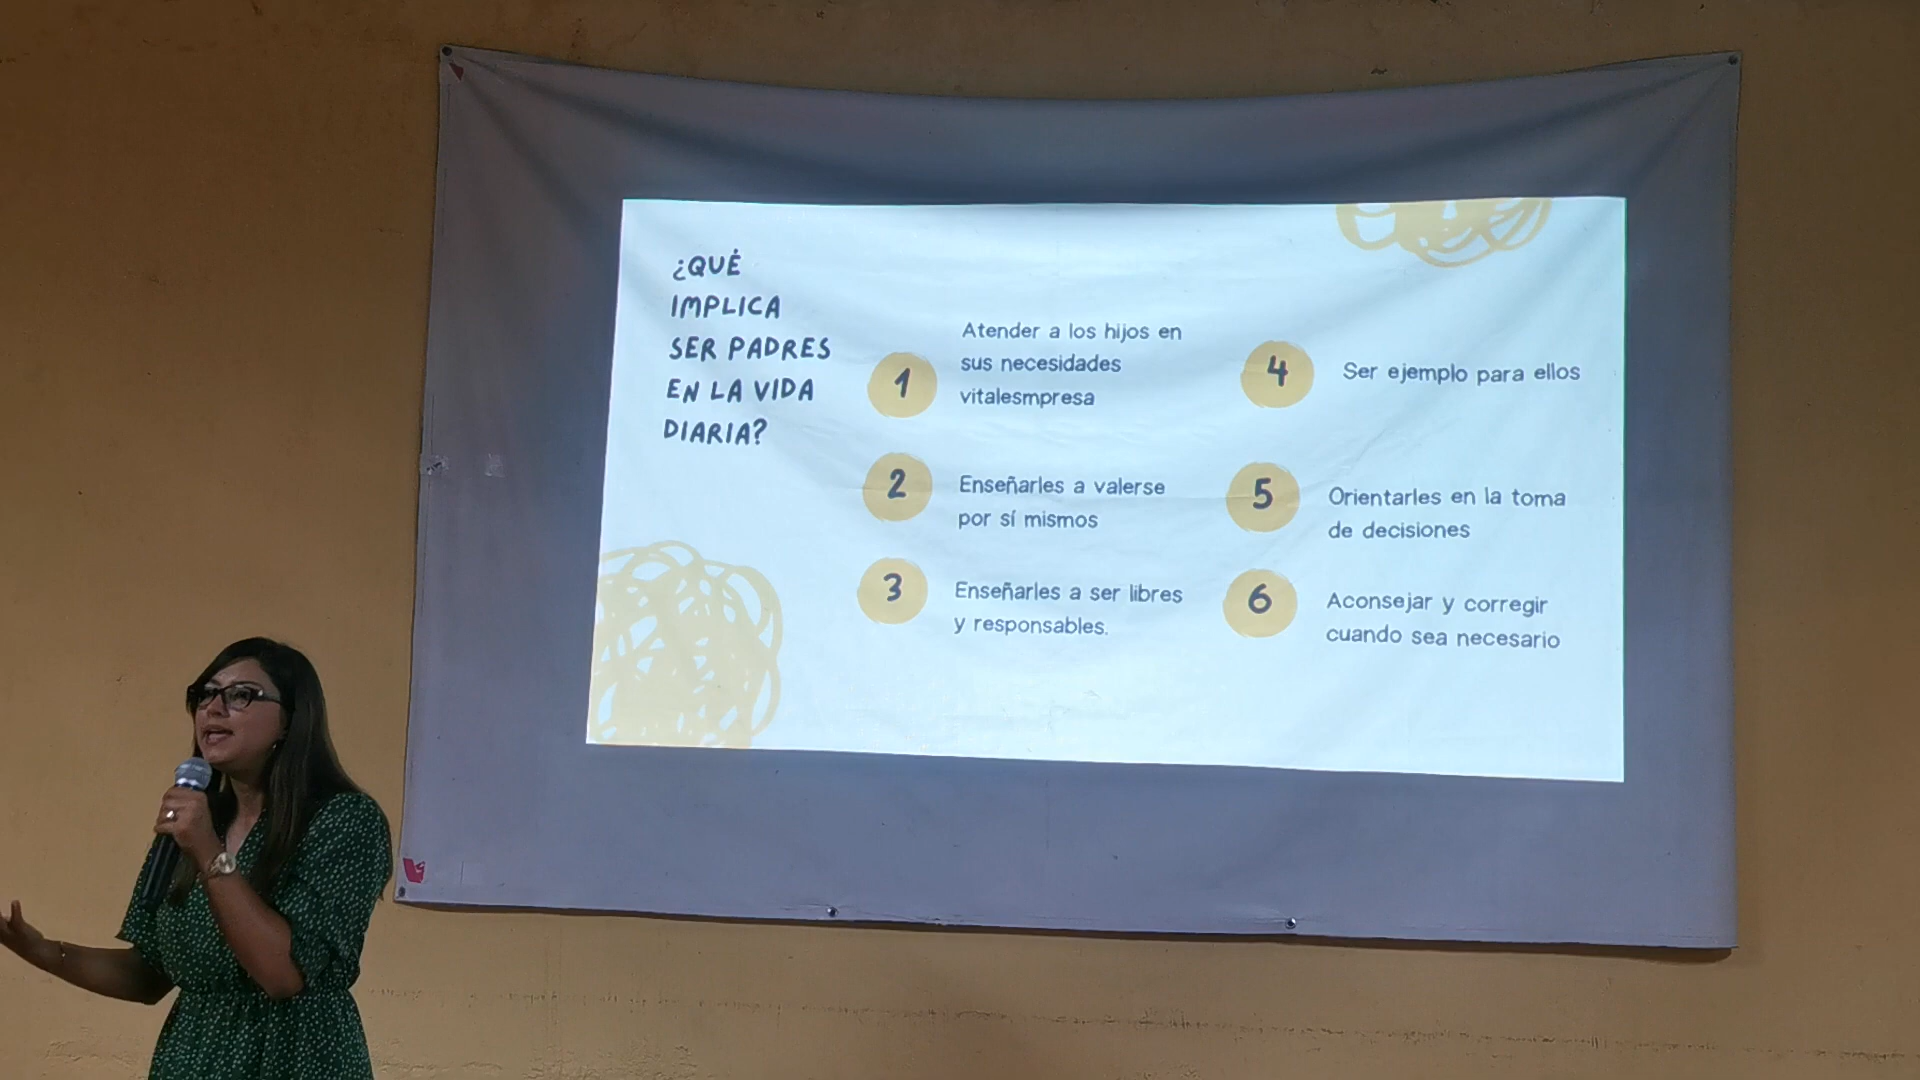 ¿QUÉ
IMPLICA
SER PADRES
EN LA VIDA
DIARIA?
1
Atender a los hijos en
sus necesidades
vitalesmpresa
2
Enseñarles a valerse
por sí mismos
3
Enseñarles a ser libres
y responsables.
4
Ser ejemplo para ellos
5
Orientarles en la toma
de decisiones
6
Aconsejar y corregir
cuando sea necesario